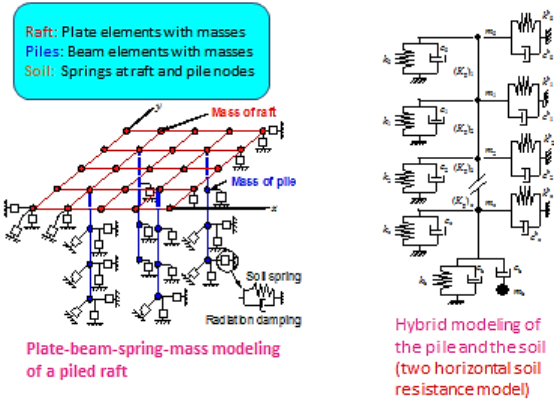 Raft: Plate elements with masses
Piles: Beam elements with masses
Soil: Springs at raft and pile nodes
y
Mass of raft
Mass of pile
x
Soil spring
Radiation damping
Plate-beam-spring-mass modeling
of a piled raft
Hybrid modeling of
the pile and the soil
(two horizontal soil
resistance model)